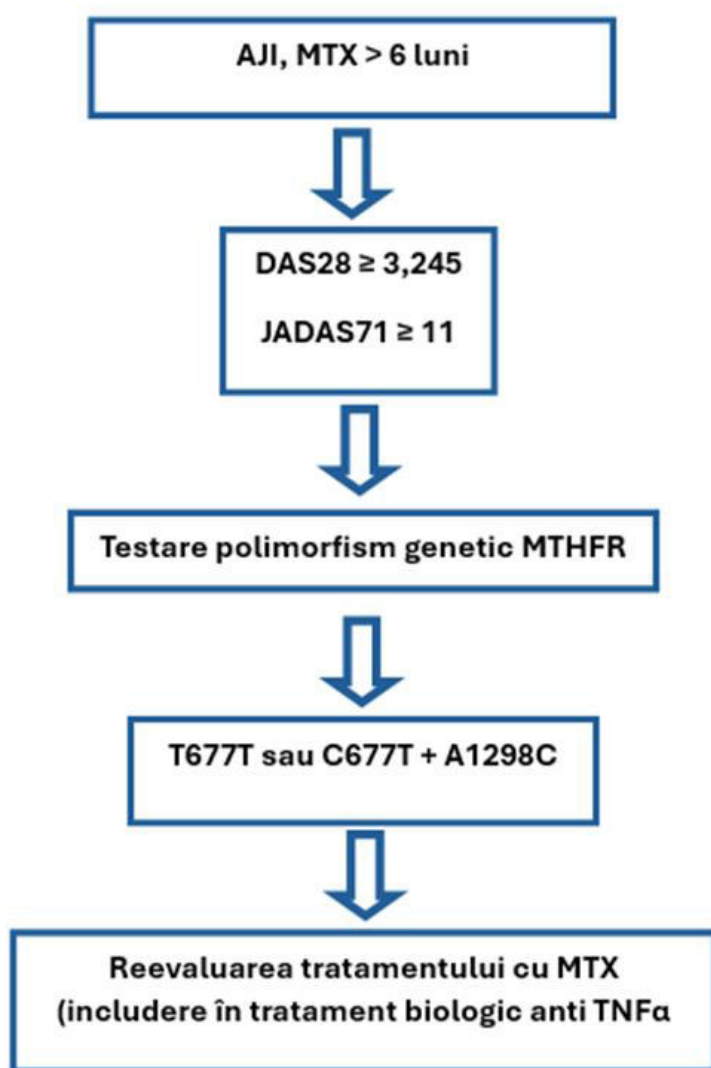 AJI, MTX > 6 luni
DAS28 ≥ 3,245
JADAS71 ≥ 11
Testare polimorfism genetic MTHFR
T677T sau C677T + A1298C
Reevaluarea tratamentului cu MTX
(includere în tratament biologic anti TNFα